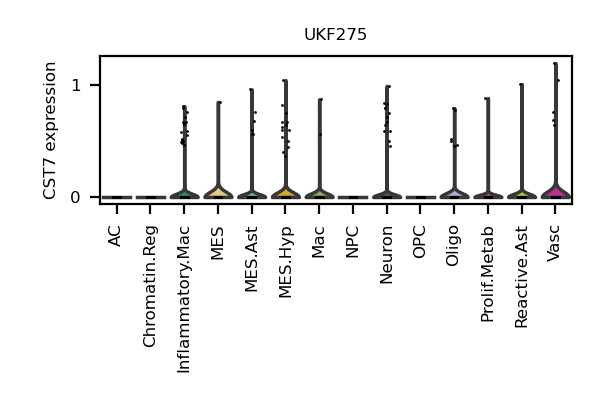 UKF275
CST7 expression
1
0
AC
Chromatin.Reg
Inflammatory.Mac
MES
MES.Ast
MES.Hyp
Mac
NPC
Neuron
OPC
Oligo
Prolif.Metab
Reactive.Ast
Vasc